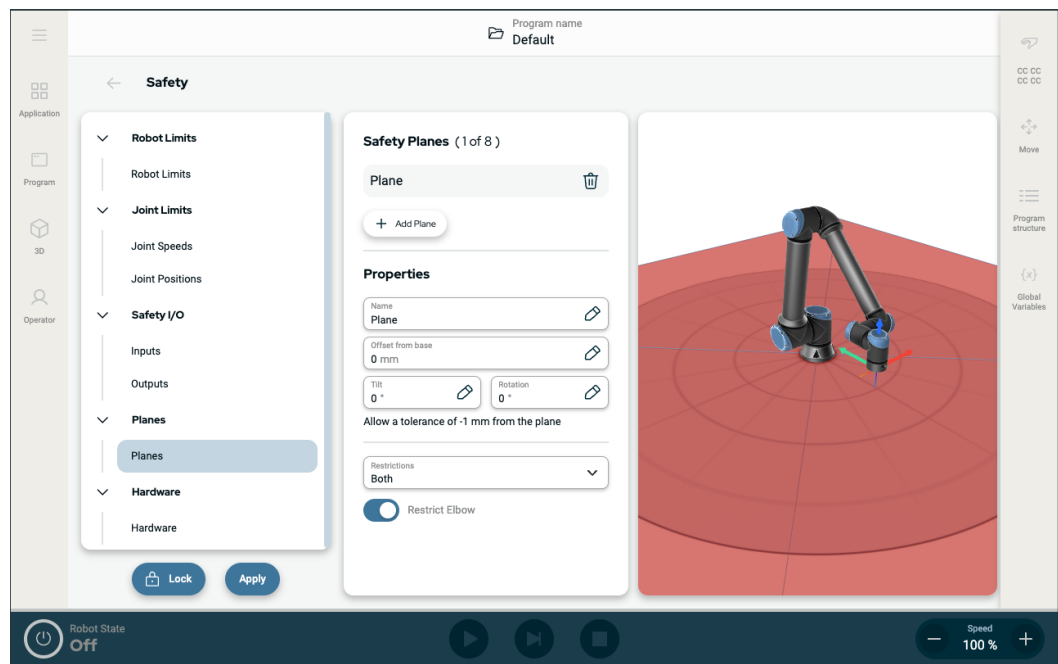 Program name
Default
Application
Program
3D
Operator
Safety
Robot Limits
Robot Limits
Joint Limits
Joint Speeds
Joint Positions
Safety I/O
Inputs
Outputs
Planes
Planes
Hardware
Hardware
Lock
Apply
Safety Planes (1 of 8)
Plane
+ Add Plane
Properties
Name
Plane
Offset from base
0 mm
Tilt
0 °
Rotation
0 °
Allow a tolerance of -1 mm from the plane
Restrictions
Both
Restrict Elbow
CC CC
CC CC
Move
Program
structure
{x}
Global
Variables
Robot State
Off
Speed
100 %